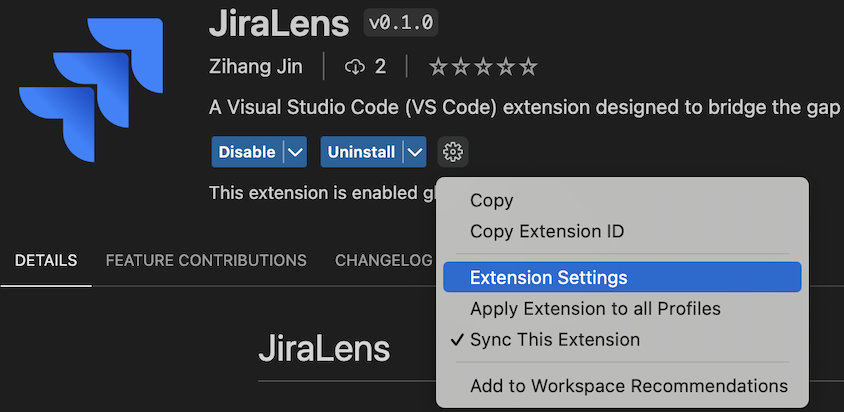 JiraLens v0.1.0
Zihang Jin 2
A Visual Studio Code (VS Code) extension designed to bridge the gap
Disable Uninstall
This extension is enabled
Copy
Copy Extension ID
Extension Settings
Apply Extension to all Profiles
Sync This Extension
Add to Workspace Recommendations
DETAILS FEATURE CONTRIBUTIONS CHANGELOG
JiraLens